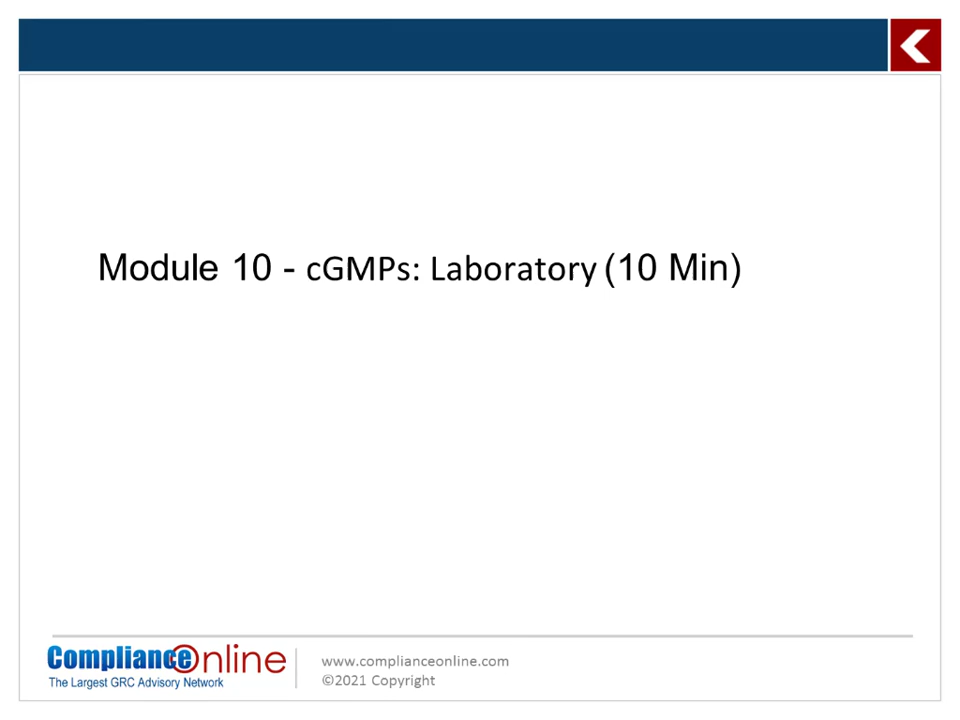 Module 10 - cGMPs: Laboratory (10 Min)
ComplianceOnline
The Largest GRC Advisory Network
www.complianceonline.com
©2021 Copyright